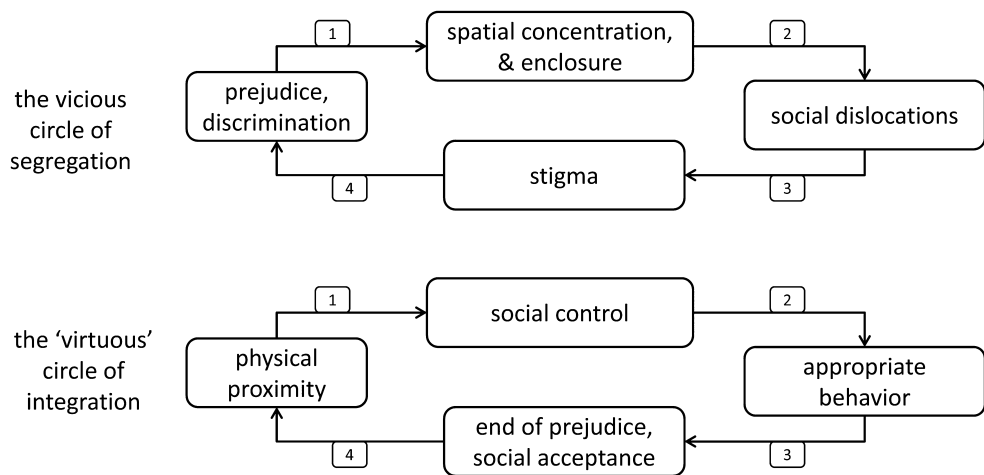 the vicious
circle of
segregation
1
spatial concentration,
& enclosure
2
prejudice,
discrimination
social dislocations
4
stigma
3
the ‘virtuous’
circle of
integration
1
social control
2
physical
proximity
appropriate
behavior
4
end of prejudice,
social acceptance
3